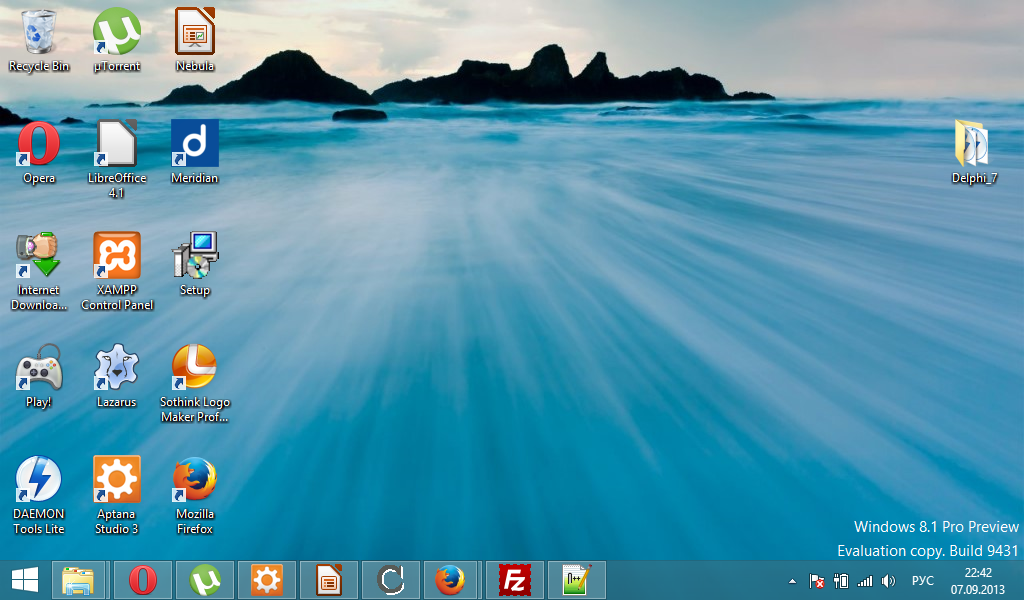 Recycle Bin
µTorrent
Nebula
Opera
LibreOffice
4.1
Meridian
Delphi_7
Internet
Downloa...
XAMPP
Control Panel
Setup
Play!
Lazarus
Sothink Logo
Maker Prof...
DAEMON
Tools Lite
Aptana
Studio 3
Mozilla
Firefox
Windows 8.1 Pro Preview
Evaluation copy. Build 9431
РУС
22:42
07.09.2013